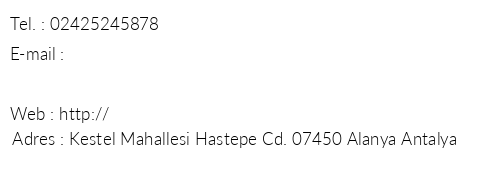 Tel. : 02425245878
E-mail :
Web : http://
Adres : Kestel Mahallesi Hastepe Cd. 07450 Alanya Antalya